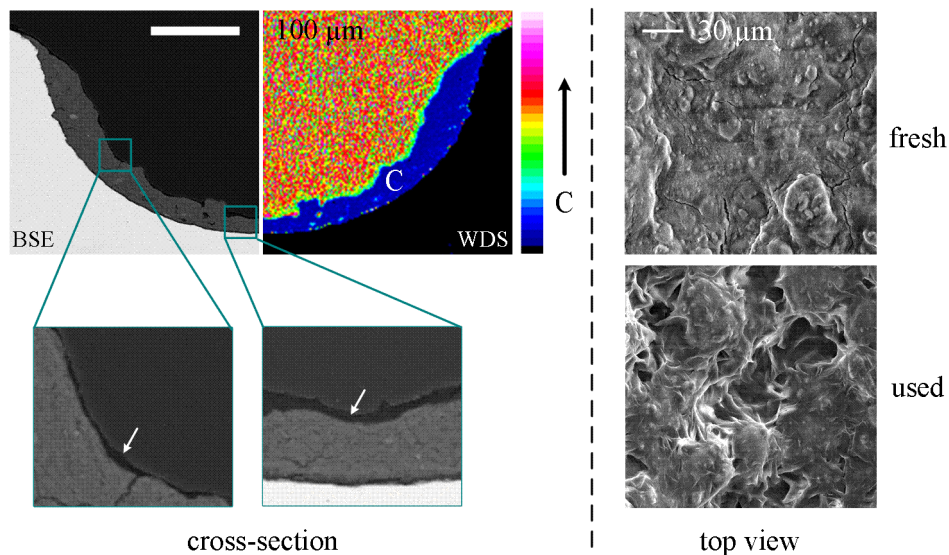 100 μm
BSE
C
WDS
C
30 μm
fresh
used
cross-section
top view